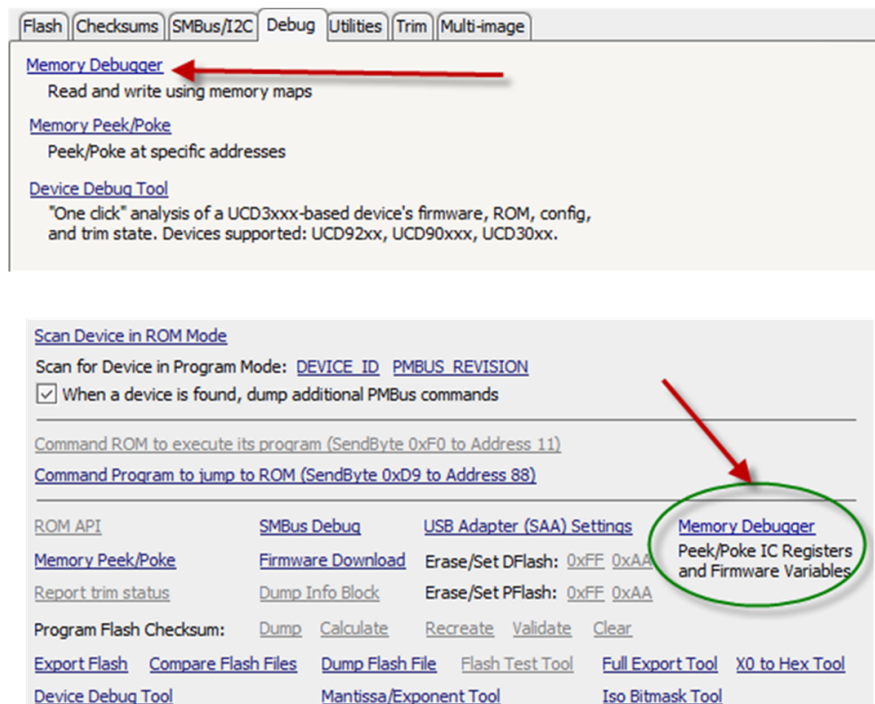 Flash Checksums SMBus/I2C Debug Utilities Trim Multi-image
Memory Debugger
Read and write using memory maps
Memory Peek/Poke
Peek/Poke at specific addresses
Device Debug Tool
"One click" analysis of a UCD3xxx-based device's firmware, ROM, config,
and trim state. Devices supported: UCD92xx, UCD90xxx, UCD30xx.
Scan Device in ROM Mode
Scan for Device in Program Mode: DEVICE_ID PMBUS_REVISION
When a device is found, dump additional PMBus commands
Command ROM to execute its program (SendByte 0xF0 to Address 11)
Command Program to jump to ROM (SendByte 0xD9 to Address 88)
ROM API SMBus Debug USB Adapter (SAA) Settings Memory Debugger
Peek/Poke IC Registers
and Firmware Variables
Memory Peek/Poke Firmware Download Erase/Set DFlash: 0xFF 0xAA
Report trim status Dump Info Block Erase/Set PFlash: 0xFF 0xAA
Program Flash Checksum: Dump Calculate Recreate Validate Clear
Export Flash Compare Flash Files Dump Flash File Flash Test Tool Full Export Tool X0 to Hex Tool
Device Debug Tool Mantissa/Exponent Tool Iso Bitmask Tool